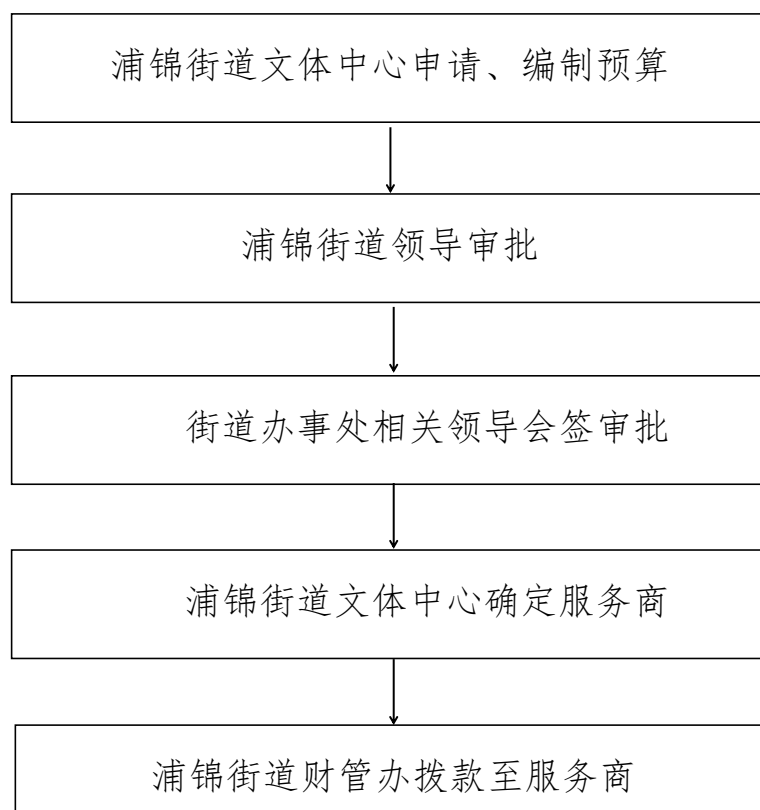 浦锦街道文体中心申请、编制预算
浦锦街道领导审批
街道办事处相关领导会签审批
浦锦街道文体中心确定服务商
浦锦街道财管办拨款至服务商